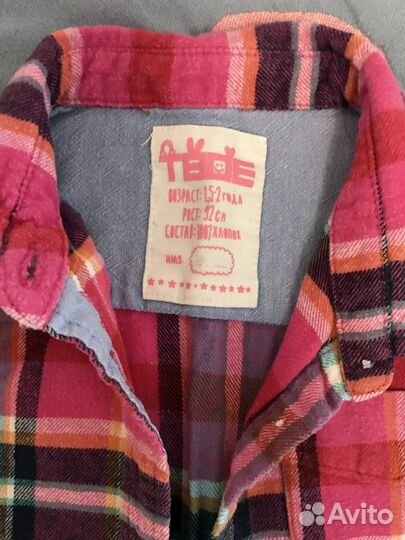 ТВОЕ
ВОЗРАСТ: 1,5-2 ГОДА
РОСТ: 92 СМ
СОСТАВ: 100% ХЛОПОК
ИМЯ:
Avito